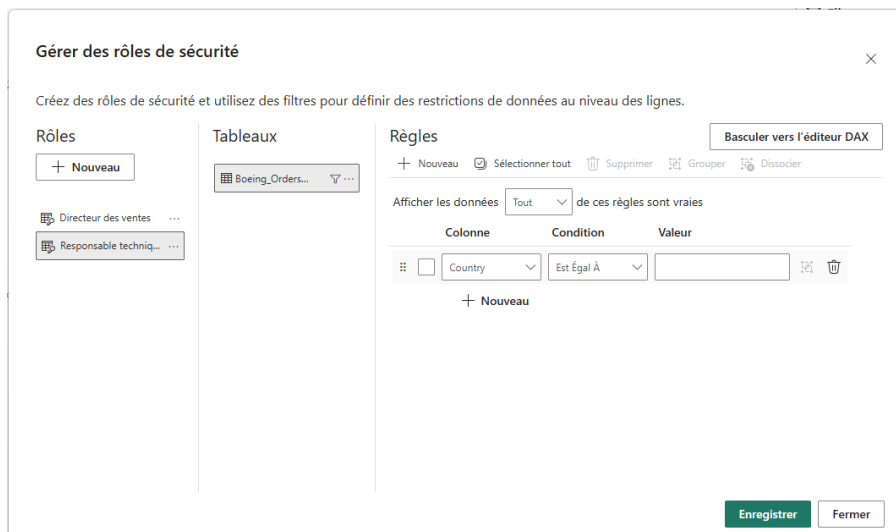 Gérer des rôles de sécurité
Créez des rôles de sécurité et utilisez des filtres pour définir des restrictions de données au niveau des lignes.
Rôles
Nouveau
Directeur des ventes ...
Responsable techniq... ...
Tableaux
Boeing_Orders... ...
Règles
Basculer vers l'éditeur DAX
Nouveau Sélectionner tout Supprimer Grouper Dissocier
Afficher les données Tout de ces règles sont vraies
Colonne Condition Valeur
Country Est Égal À
Nouveau
Enregistrer Fermer